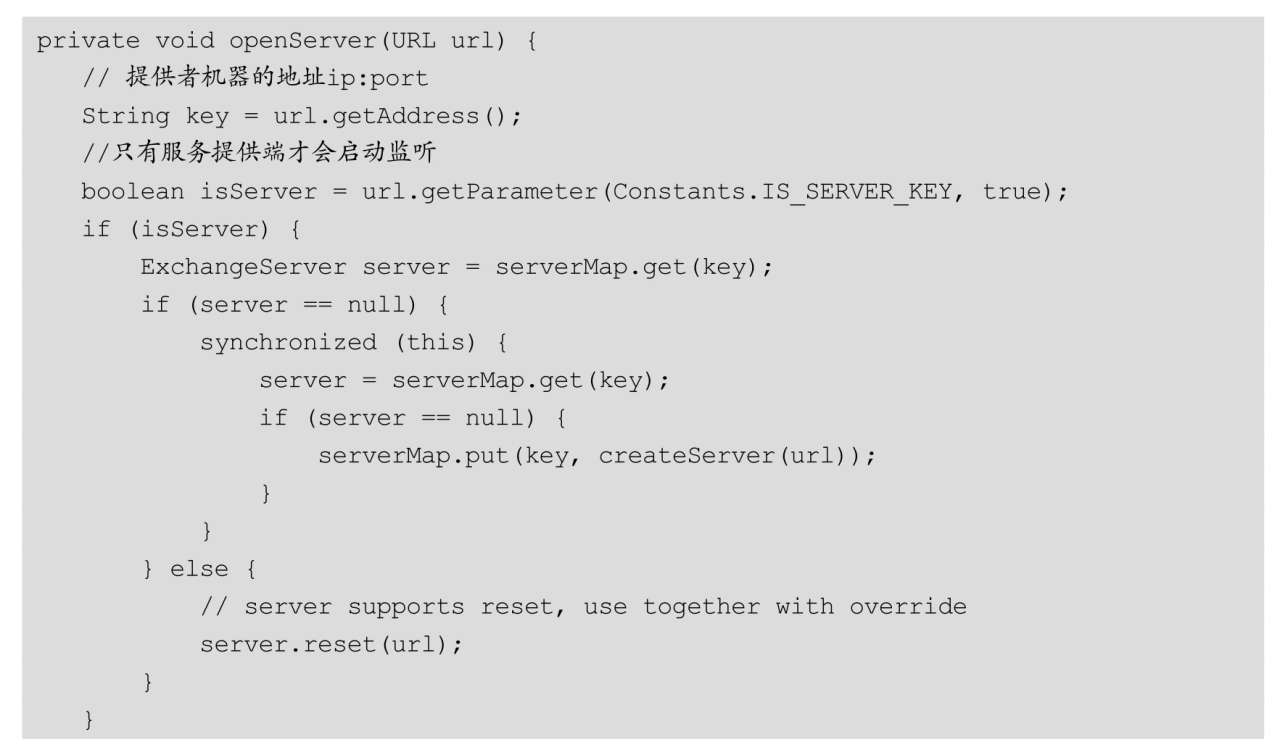 private void openServer(URL url) {
    // 提供者机器的地址ip:port
    String key = url.getAddress();
    //只有服务提供端才会启动监听
    boolean isServer = url.getParameter(Constants.IS_SERVER_KEY, true);
    if (isServer) {
        ExchangeServer server = serverMap.get(key);
        if (server == null) {
            synchronized (this) {
                server = serverMap.get(key);
                if (server == null) {
                    serverMap.put(key, createServer(url));
                }
            }
        } else {
            // server supports reset, use together with override
            server.reset(url);
        }
    }